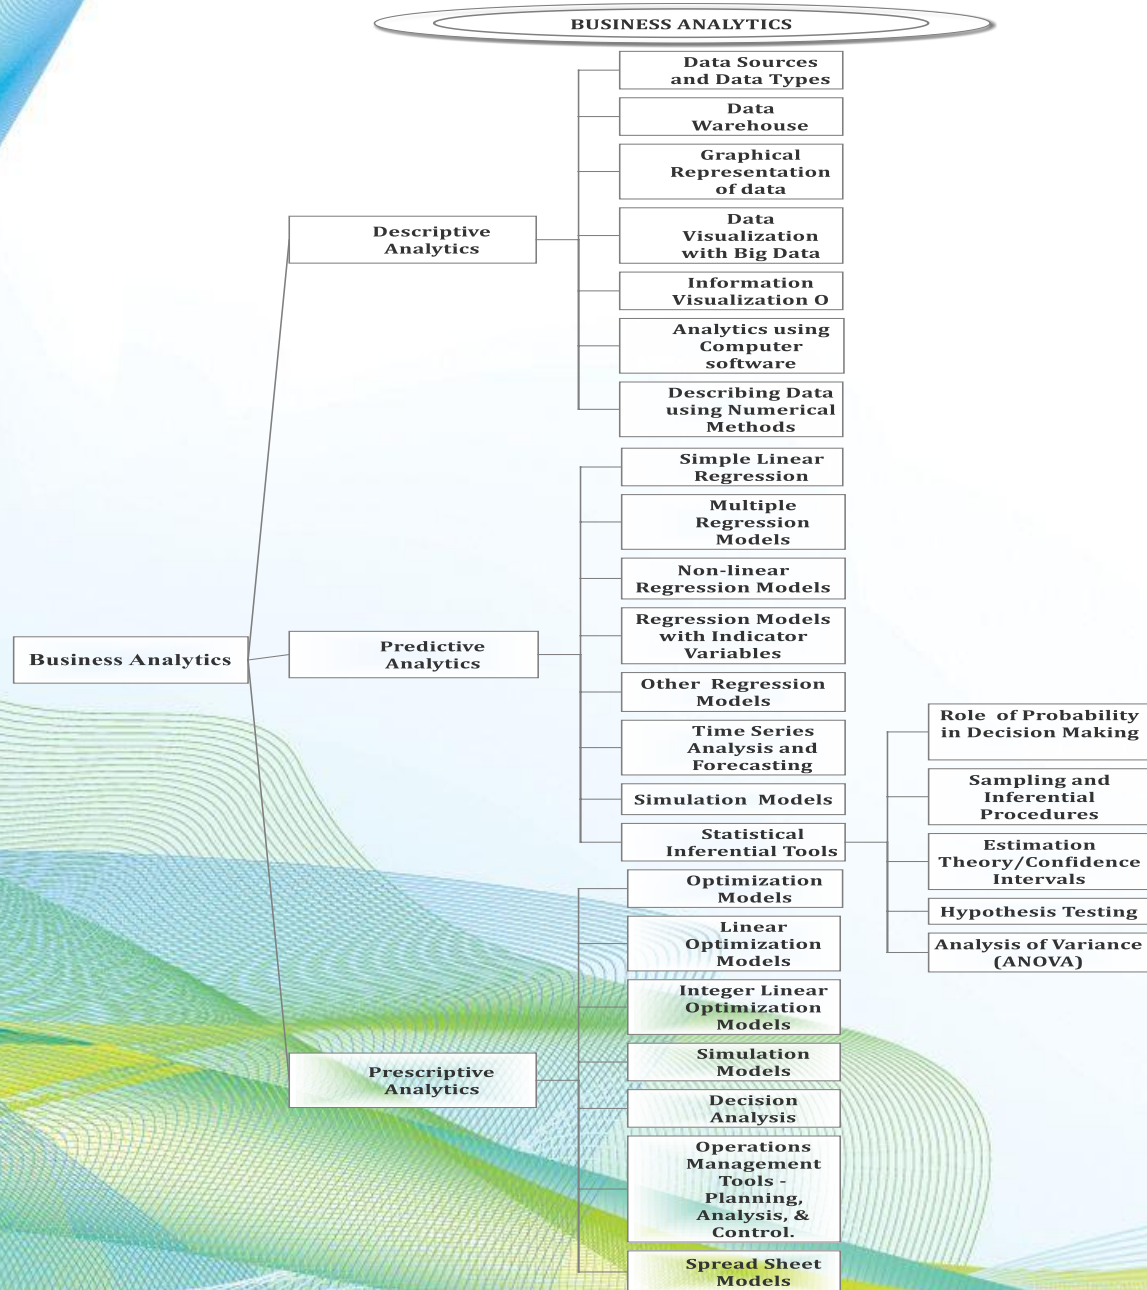 BUSINESS ANALYTICS
Data Sources
and Data Types
Data
Warehouse
Graphical
Representation
of data
Descriptive
Analytics
Data
Visualization
with Big Data
Information
Visualization O
Analytics using
Computer
software
Describing Data
using Numerical
Methods
Business Analytics
Predictive
Analytics
Simple Linear
Regression
Multiple
Regression
Models
Non-linear
Regression Models
Regression Models
with Indicator
Variables
Other Regression
Models
Time Series
Analysis and
Forecasting
Simulation Models
Statistical
Inferential Tools
Role of Probability
in Decision Making
Sampling and
Inferential
Procedures
Estimation
Theory/Confidence
Intervals
Hypothesis Testing
Analysis of Variance
(ANOVA)
Prescriptive
Analytics
Optimization
Models
Linear
Optimization
Models
Integer Linear
Optimization
Models
Simulation
Models
Decision
Analysis
Operations
Management
Tools -
Planning,
Analysis, &
Control.
Spread Sheet
Models